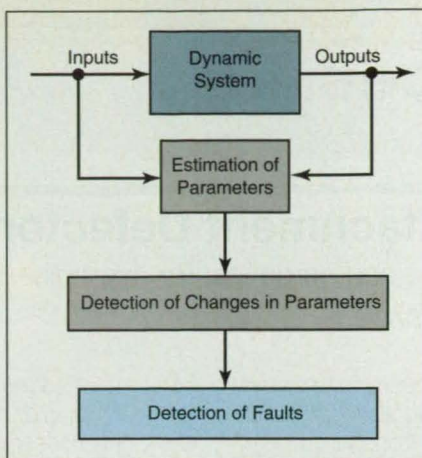 Inputs
Dynamic
System
Outputs
Estimation of
Parameters
Detection of Changes in Parameters
Detection of Faults